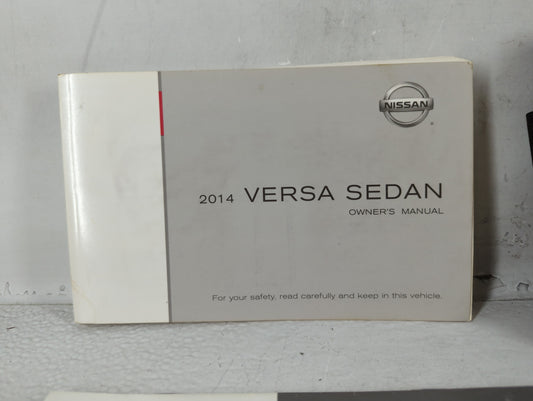 NISSAN
2014 VERSA SEDAN
OWNER'S MANUAL
For your safety, read carefully and keep in this vehicle.